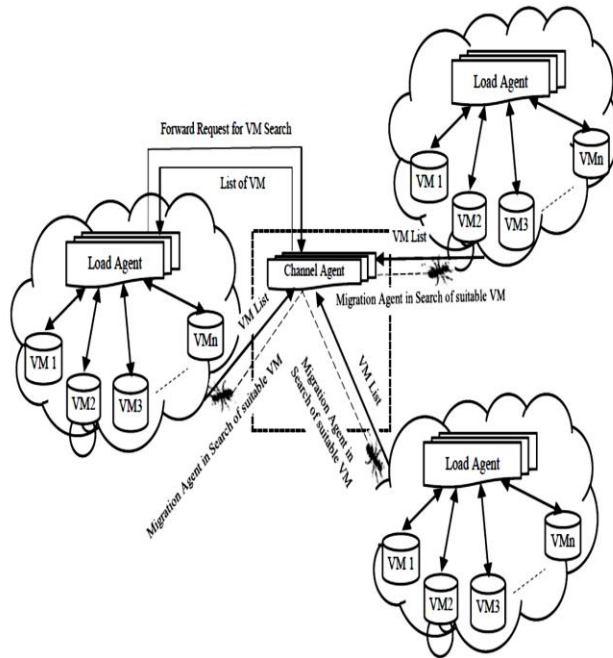 Load Agent
VM 1
VM2
VM3
VMn
Forward Request for VM Search
List of VM
Load Agent
VM 1
VM2
VM3
VMn
Channel Agent
VM List
Migration Agent in Search of suitable VM
VM List
Migration Agent in Search of suitable VM
VM List
Migration Agent in
Search of suitable VM
Load Agent
VM 1
VM2
VM3
VMn